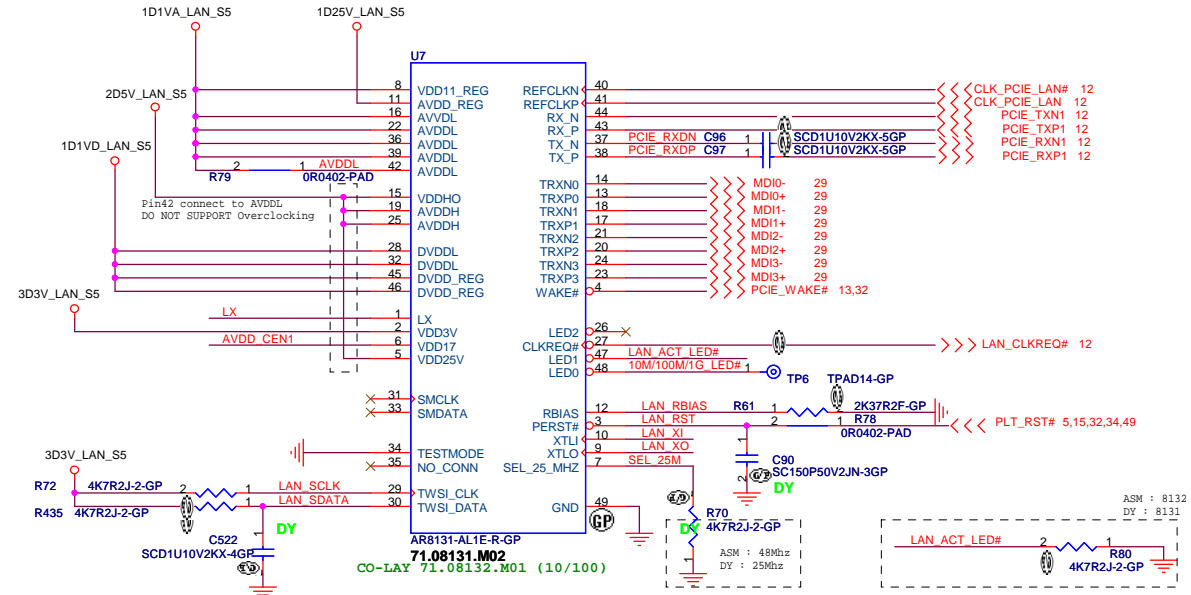 1D1VA_LAN_S5
1D25V_LAN_S5
2D5V_LAN_S5
1D1VD_LAN_S5
3D3V_LAN_S5
R79
2
1
AVDDL
0R0402-PAD
Pin42 connect to AVDDL
DO NOT SUPPORT Overclocking
LX
AVDD_CEN1
U7
8 VDD11_REG
11 AVDD_REG
16 AVVDL
22 AVDDL
36 AVDDL
39 AVDDL
42 AVDDL
15 VDDHO
19 AVDDH
25 AVDDH
28 DVDDL
32 DVDDL
45 DVDD_REG
46 DVDD_REG
1 LX
2 VDD3V
6 VDD17
5 VDD25V
31 SMCLK
33 SMDATA
34 TESTMODE
35 NO_CONN
29 TWSI_CLK
30 TWSI_DATA
REFCLKN 40
REFCLKP 41
RX_N 44
RX_P 43
TX_N 37
TX_P 38
TRXN0 14
TRXP0 13
TRXN1 18
TRXP1 17
TRXN2 21
TRXP2 20
TRXN3 24
TRXP3 23
WAKE# 4
LED2 26
CLKREQ# 27
LED1 47
LED0 48
RBIAS 12
PERST# 3
XTLI 10
XTLO 9
SEL_25_MHZ 7
GND 49
CLK_PCIE_LAN# 12
CLK_PCIE_LAN 12
PCIE_TXN1 12
PCIE_TXP1 12
PCIE_RXDN C96 1 SCD1U10V2KX-5GP PCIE_RXN1 12
PCIE_RXDP C97 1 SCD1U10V2KX-5GP PCIE_RXP1 12
MDI0- 29
MDI0+ 29
MDI1- 29
MDI1+ 29
MDI2- 29
MDI2+ 29
MDI3- 29
MDI3+ 29
PCIE_WAKE# 13,32
LAN_CLKREQ# 12
LAN_ACT_LED#
10M/100M/1G_LED# 1
TP6 TPAD14-GP
LAN_RBIAS R61 1 2 2K37R2F-GP
LAN_RST 2 1 R78
0R0402-PAD
PLT_RST# 5,15,32,34,49
LAN_XI
LAN_XO
SEL_25M
1
C90
SC150P50V2JN-3GP
2
DY
3D3V_LAN_S5
R72 4K7R2J-2-GP 2 1 LAN_SCLK
R435 4K7R2J-2-GP 1 LAN_SDATA
DY
1
C522
SCD1U10V2KX-4GP
GP
AR8131-AL1E-R-GP
71.08131.M02
CO-LAY 71.08132.M01 (10/100)
R70
DY
4K7R2J-2-GP
1
ASM : 48Mhz
DY : 25Mhz
ASM : 8132
DY : 8131
LAN_ACT_LED# 2 1 R80
4K7R2J-2-GP